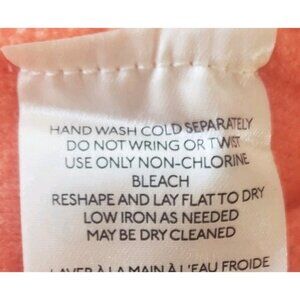 HAND WASH COLD SEPARATELY
DO NOT WRING OR TWIST
USE ONLY NON-CHLORINE
BLEACH
RESHAPE AND LAY FLAT TO DRY
LOW IRON AS NEEDED
MAY BE DRY CLEANED
LAVER À LA MAIN À L'EAU FROIDE